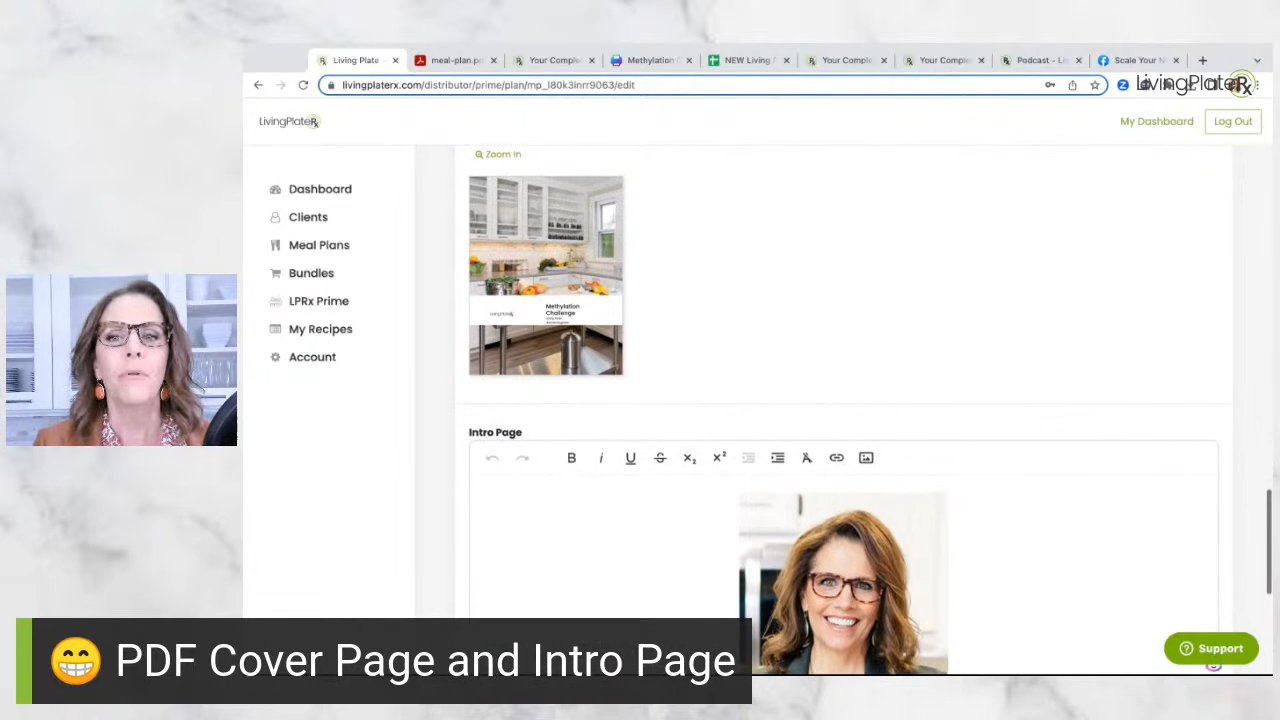 Living Plate
meal-plan.p
Your Comple
Methylation
NEW Living
Your Comple
Your Comple
Podcast - Li
Scale Your N
livingplaterx.com/distributor/prime/plan/mp_l80k3inrr9063/edit
LivingPlateRx
LivingPlateRx
My Dashboard
Log Out
Zoom In
Dashboard
Clients
Meal Plans
Bundles
LPRx Prime
My Recipes
Account
Methylation
Challenge
Intro Page
Support
😁 PDF Cover Page and Intro Page